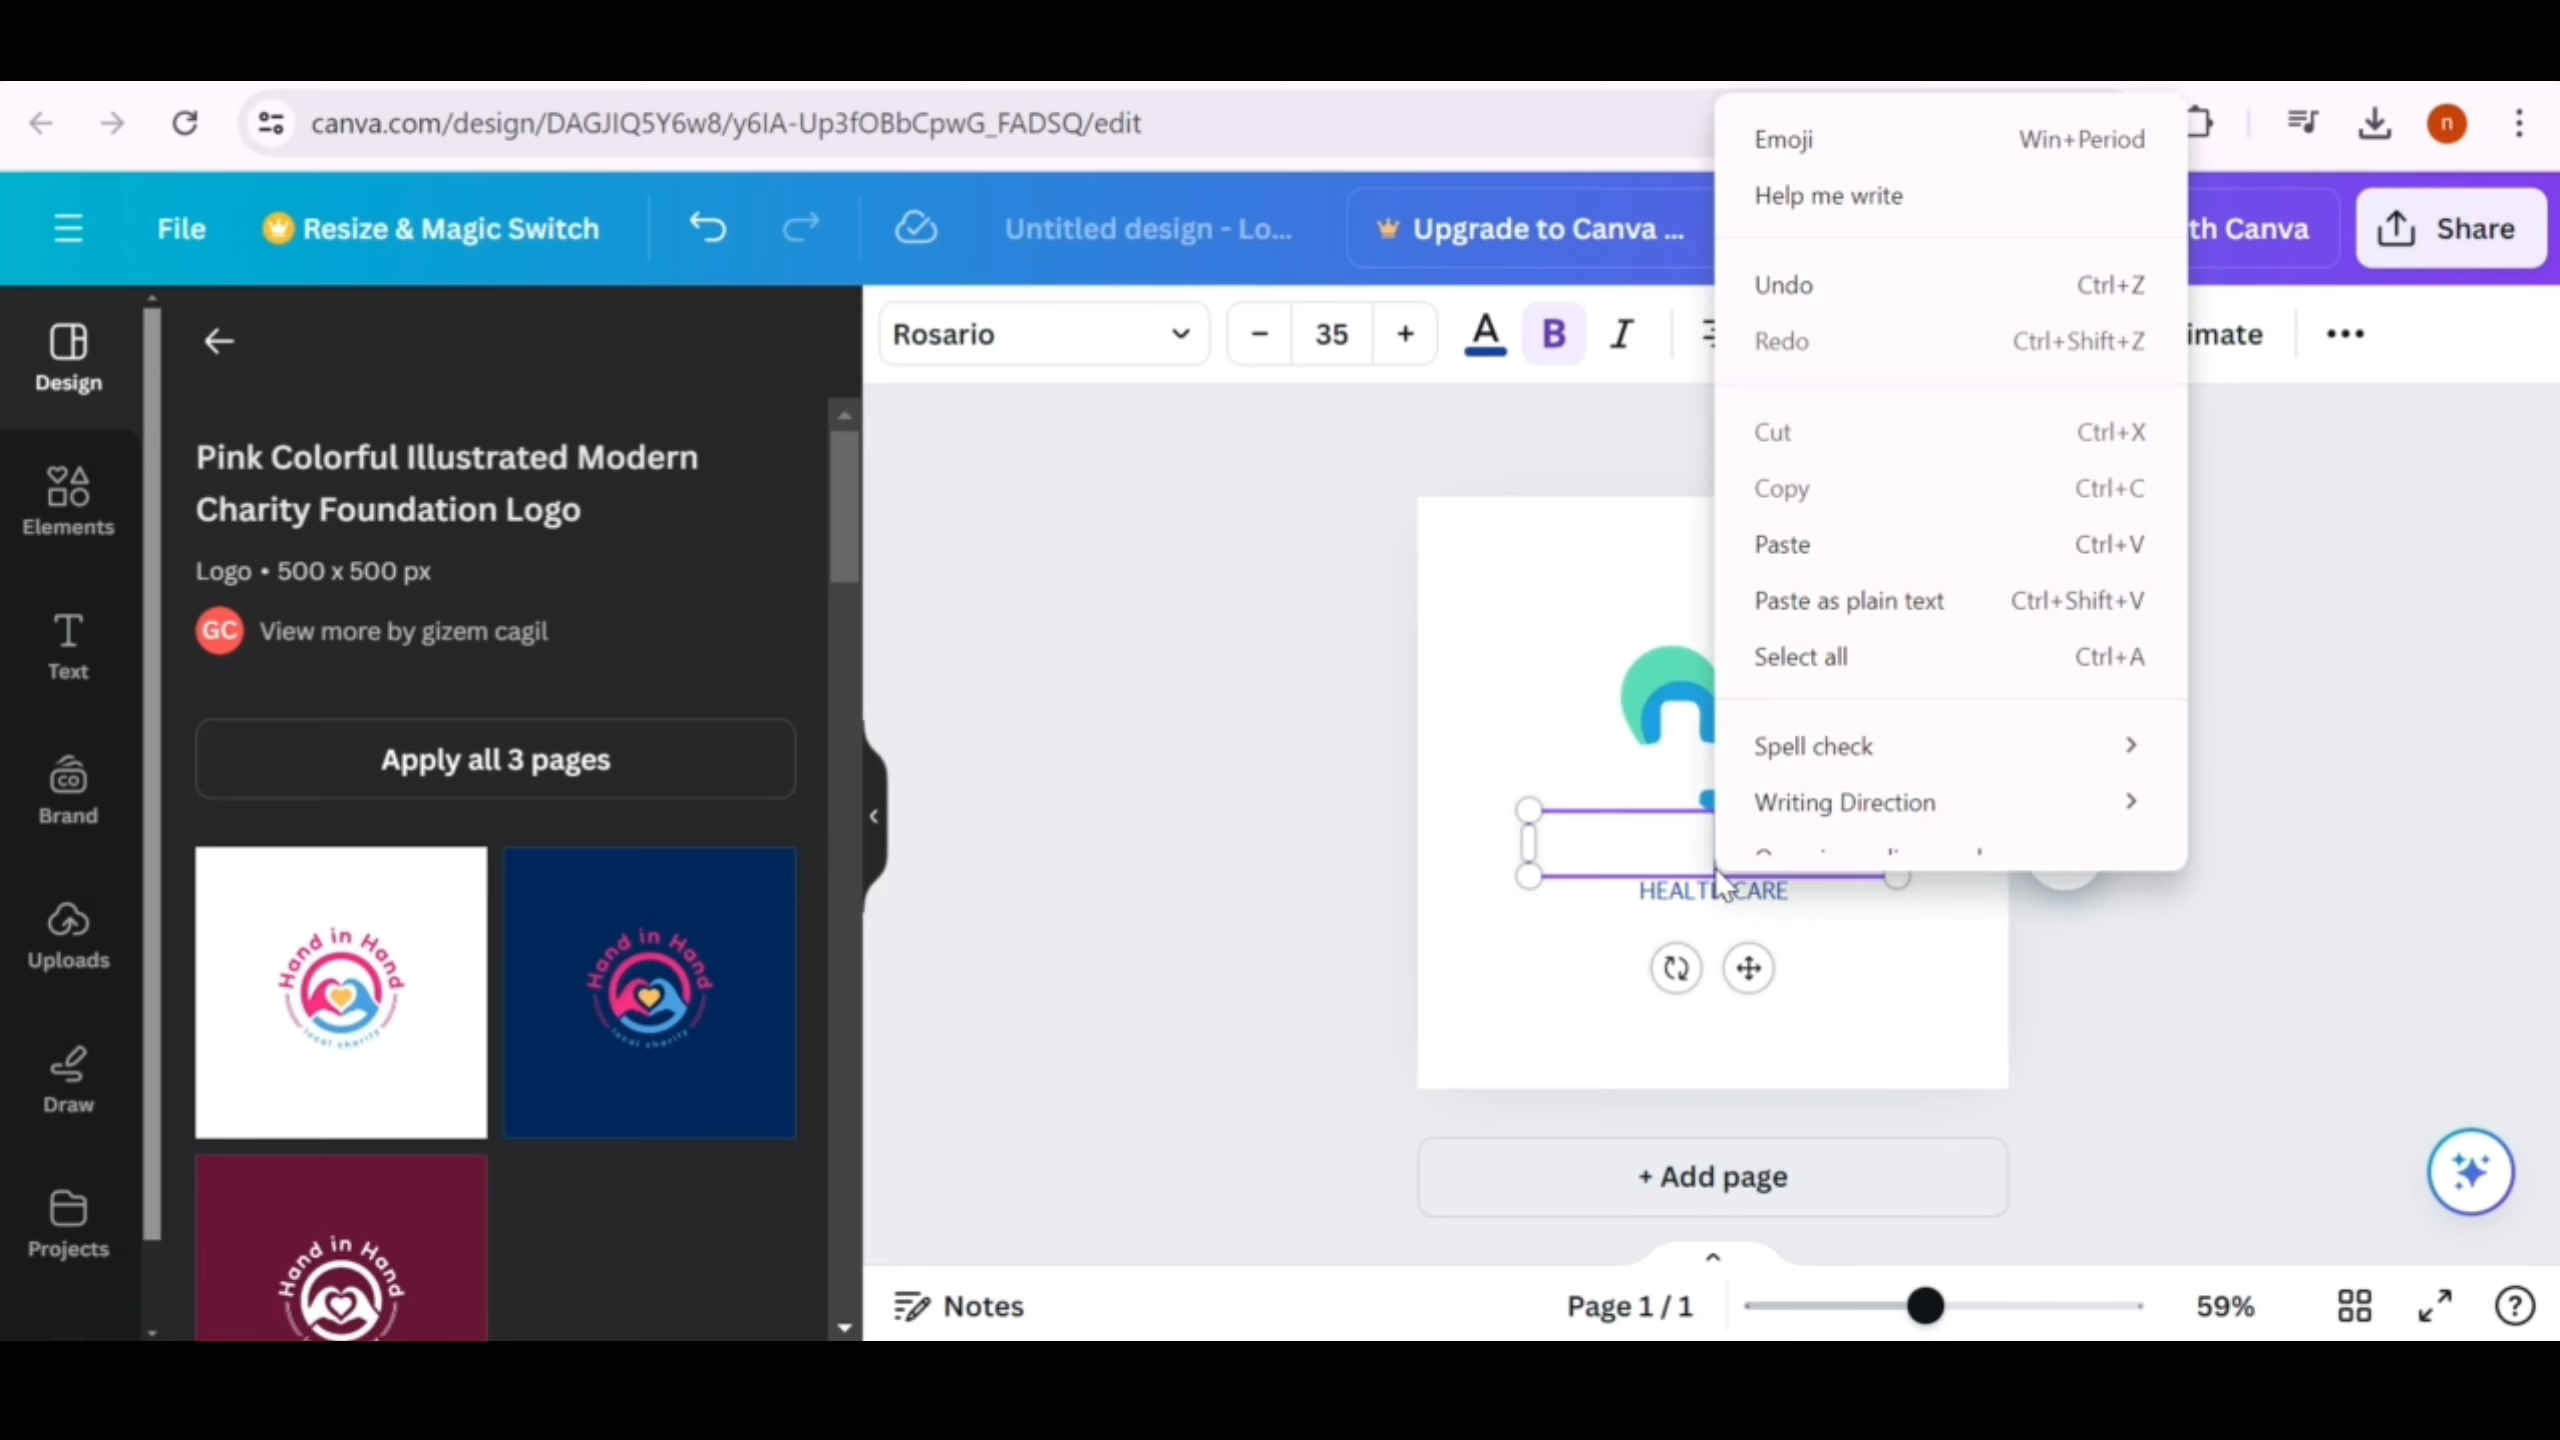 canva.com/design/DAGJIQ5Y6w8/y6IA-Up3fOBbCpwG_FADSQ/edit
n
File
Resize & Magic Switch
Untitled design - Lo...
Upgrade to Canva ...
th Canva
Share
Emoji Win+Period
Help me write
Undo Ctrl+Z
Redo Ctrl+Shift+Z
Cut Ctrl+X
Copy Ctrl+C
Paste Ctrl+V
Paste as plain text Ctrl+Shift+V
Select all Ctrl+A
Spell check
Writing Direction
Rosario
- 35 +
A B I
imate
Design
Elements
Text
Brand
Uploads
Draw
Projects
Pink Colorful Illustrated Modern
Charity Foundation Logo
Logo • 500 x 500 px
GC View more by gizem cagil
Apply all 3 pages
Hand in Hand
local charity
Hand in Hand
local charity
Hand in Hand
HEALTHCARE
+ Add page
Notes
Page 1 / 1
59%